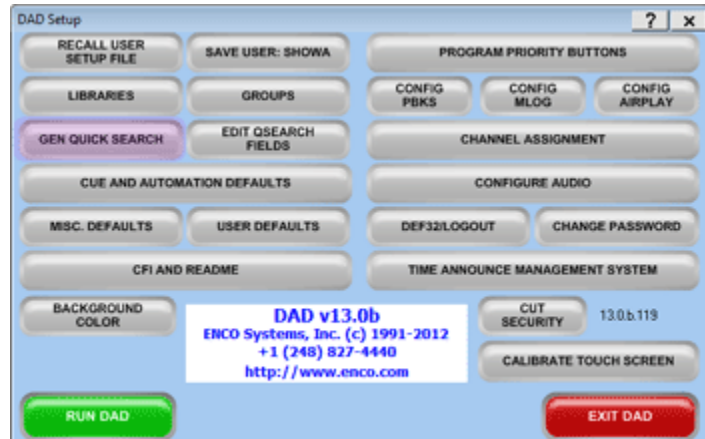 DAD Setup
? x
RECALL USER
SETUP FILE
SAVE USER: SHOWA
PROGRAM PRIORITY BUTTONS
LIBRARIES
GROUPS
CONFIG
PBKS
CONFIG
MLOG
CONFIG
AIRPLAY
GEN QUICK SEARCH
EDIT QSEARCH
FIELDS
CHANNEL ASSIGNMENT
CUE AND AUTOMATION DEFAULTS
CONFIGURE AUDIO
MISC. DEFAULTS
USER DEFAULTS
DEF32/LOGOUT
CHANGE PASSWORD
CFI AND README
TIME ANNOUNCE MANAGEMENT SYSTEM
BACKGROUND
COLOR
DAD v13.0b
ENCO Systems, Inc. (c) 1991-2012
+1 (248) 827-4440
http://www.enco.com
CUT
SECURITY
13.0.b.119
CALIBRATE TOUCH SCREEN
RUN DAD
EXIT DAD